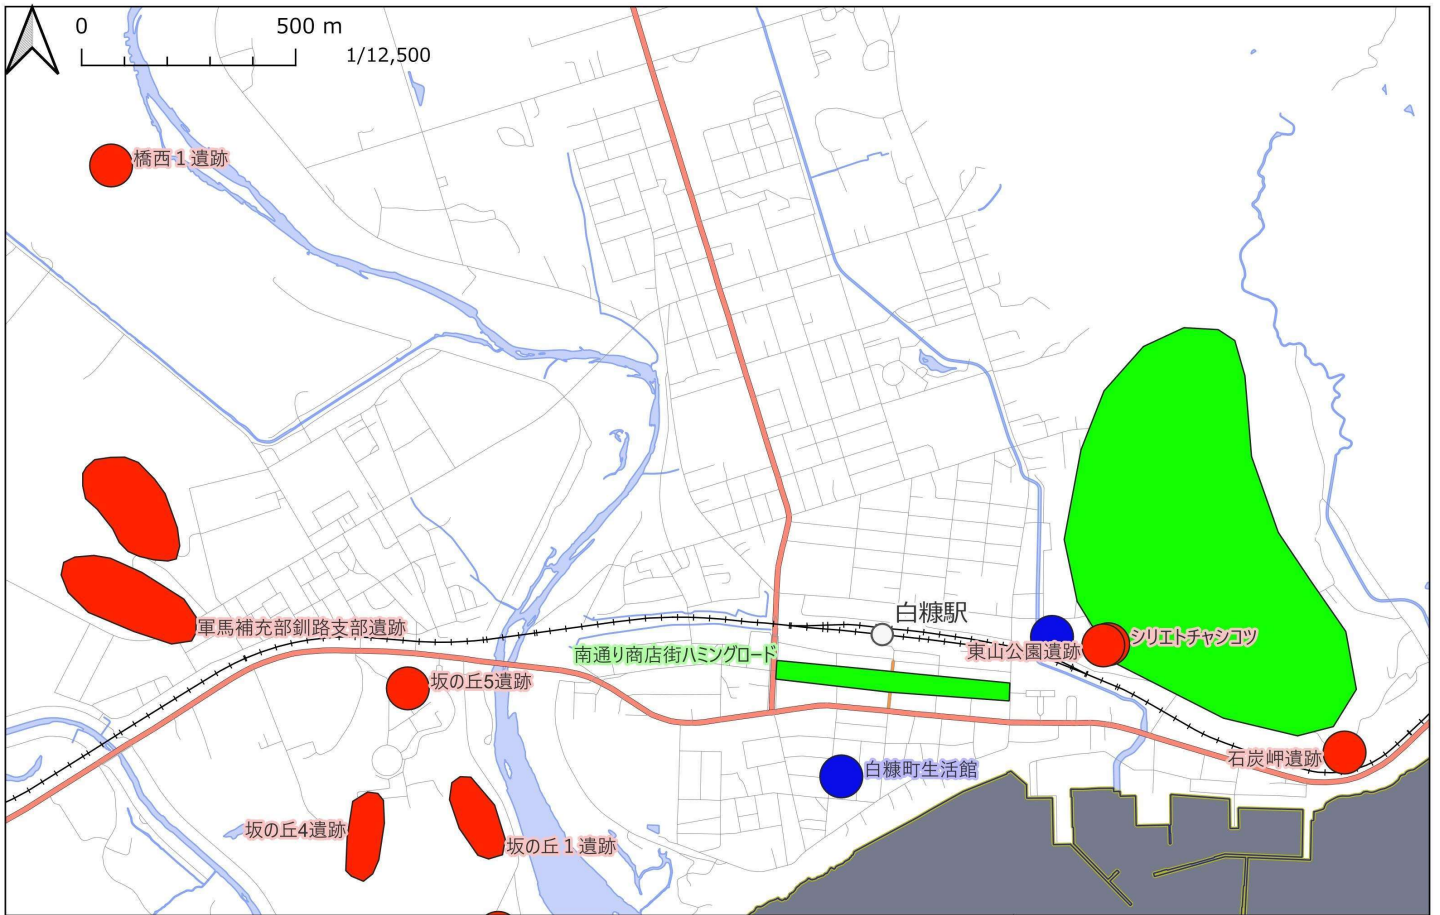 0 500 m
1/12,500
橋西1遺跡
白糠駅
軍馬補充部釧路支部遺跡
南通り商店街ハミングロード
東山公園遺跡
シリエトチャシコツ
坂の丘5遺跡
石炭岬遺跡
白糠町生活館
坂の丘4遺跡
坂の丘1遺跡